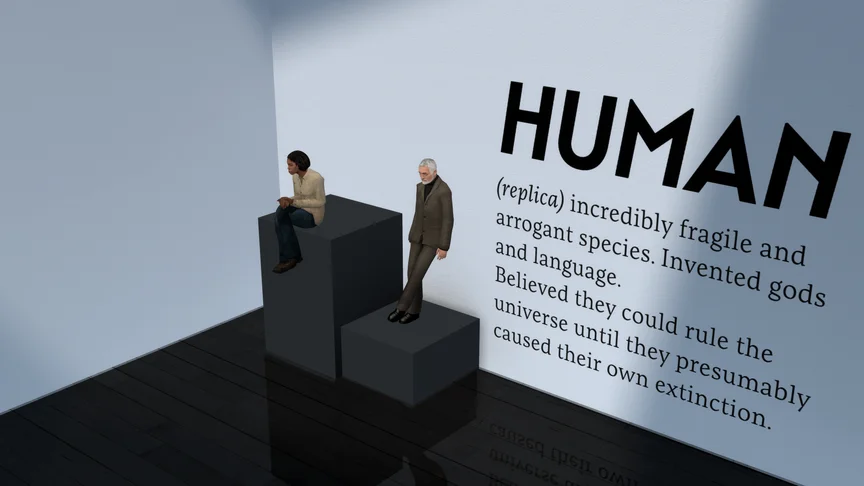 HUMAN
(replica) incredibly fragile and
arrogant species. Invented gods
and language.
Believed they could rule the
universe until they presumably
caused their own extinction.